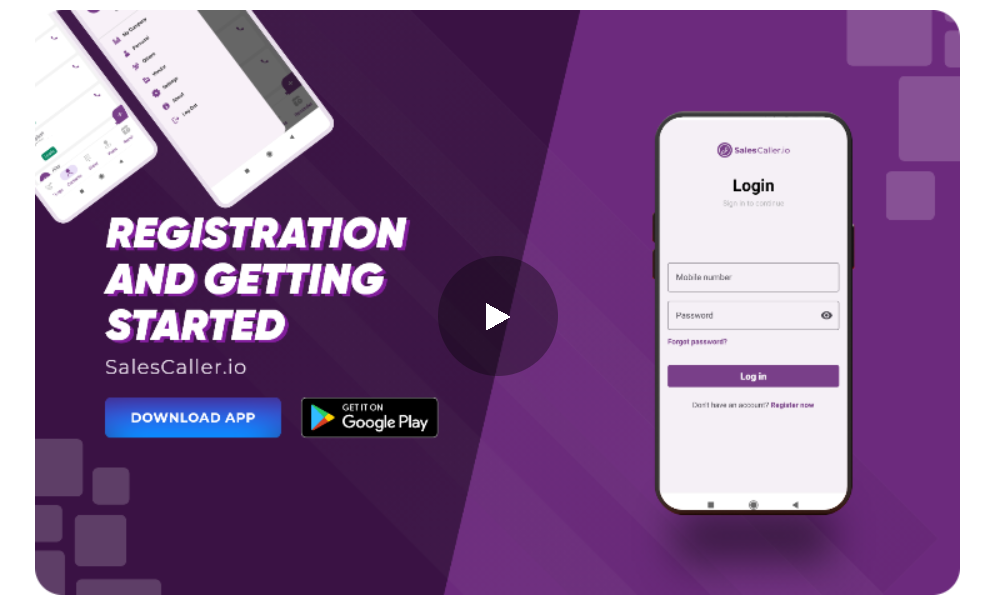 My Contacts
Personal
Others
Vendor
Settings
About
Log Out
REGISTRATION
AND GETTING
STARTED
SalesCaller.io
DOWNLOAD APP
GET IT ON
Google Play
SalesCaller.io
Login
Sign in to continue
Mobile number
Password
Forgot password?
Log in
Don't have an account? Register now